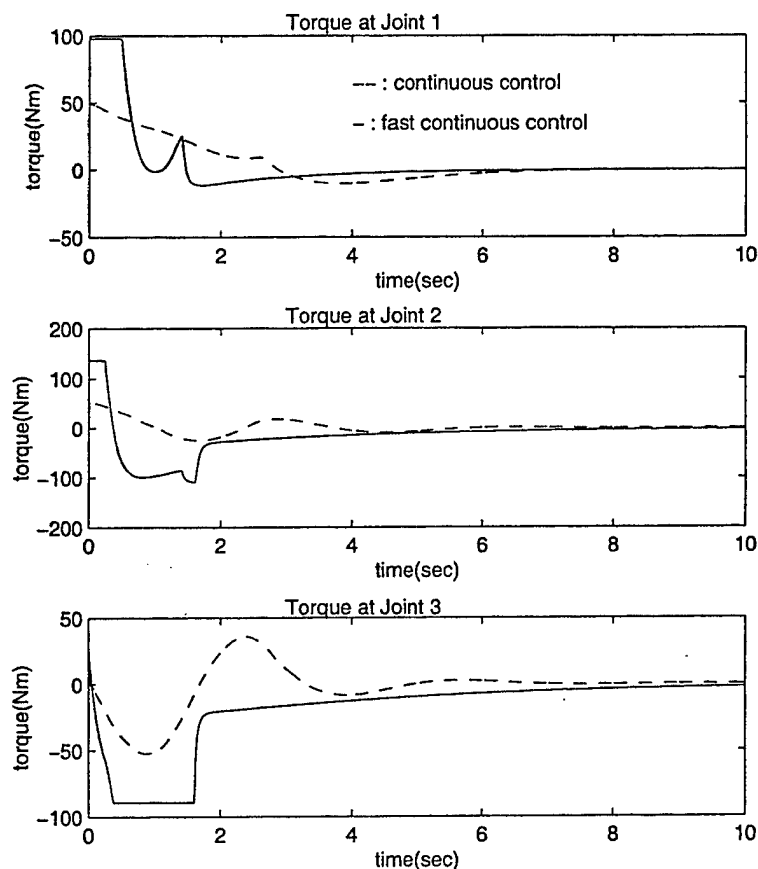 Torque at Joint 1
100
50
0
−50
torque(Nm)
--- : continuous control
– : fast continuous control
0 2 4 6 8 10
time(sec)
Torque at Joint 2
200
100
0
−100
−200
torque(Nm)
0 2 4 6 8 10
time(sec)
Torque at Joint 3
50
0
−50
−100
torque(Nm)
0 2 4 6 8 10
time(sec)